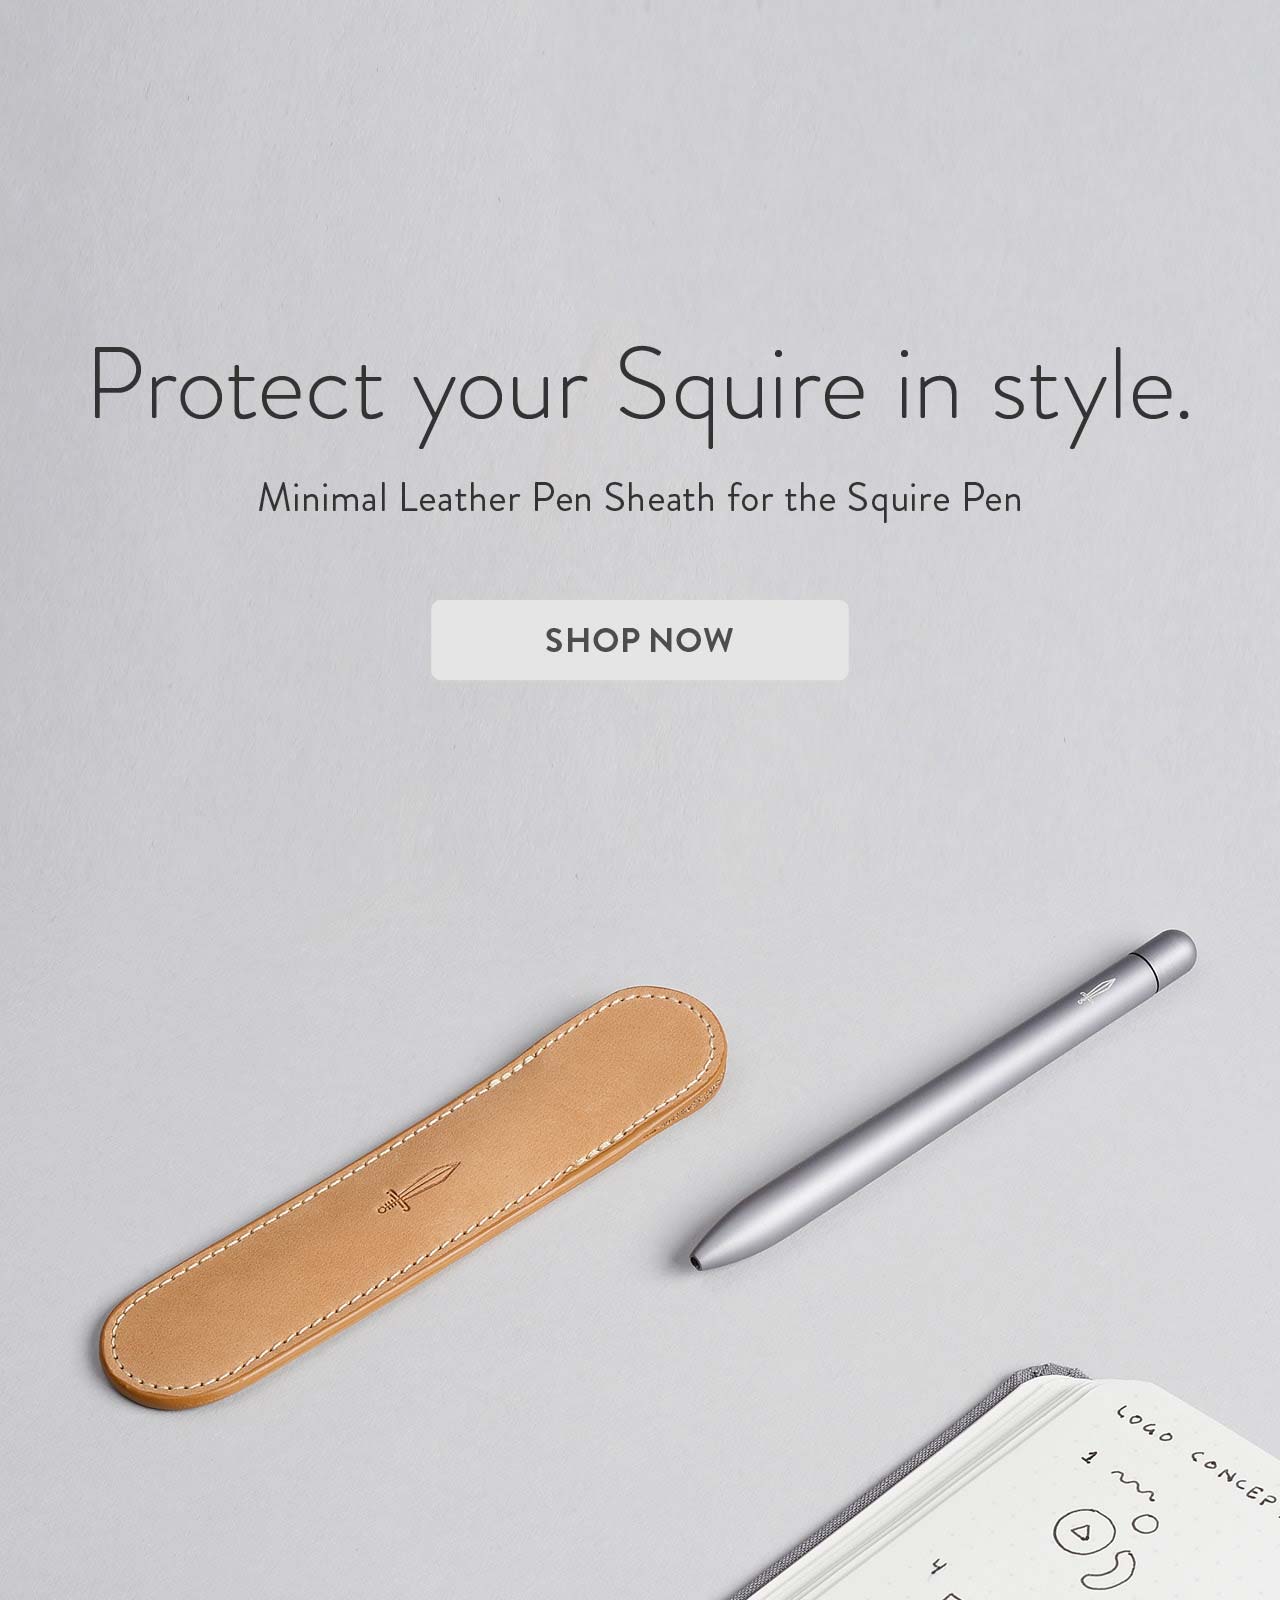 Protect your Squire in style.
Minimal Leather Pen Sheath for the Squire Pen
SHOP NOW
LOGO CONCEP
1
4